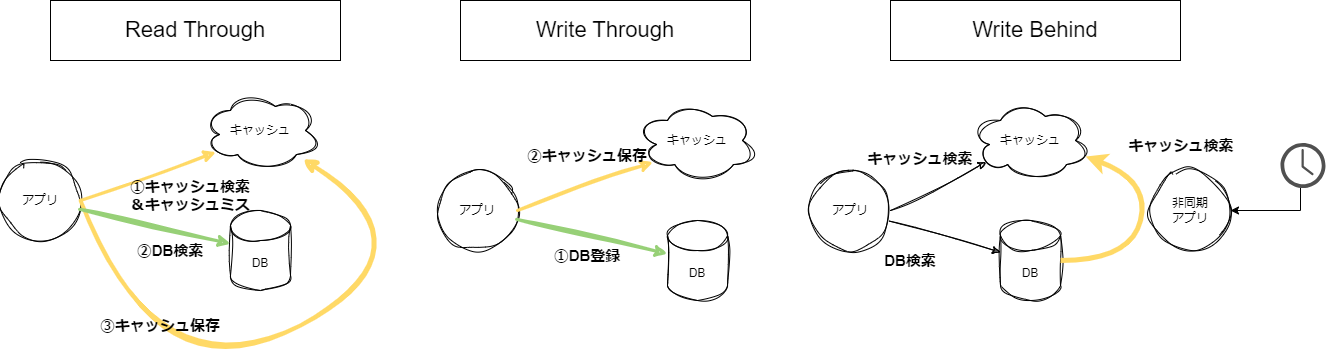 Read Through
Write Through
Write Behind
キャッシュ
アプリ
①キャッシュ検索
&キャッシュミス
②DB検索
DB
③キャッシュ保存
キャッシュ
②キャッシュ保存
アプリ
①DB登録
DB
キャッシュ
キャッシュ検索
キャッシュ検索
アプリ
非同期
アプリ
DB検索
DB